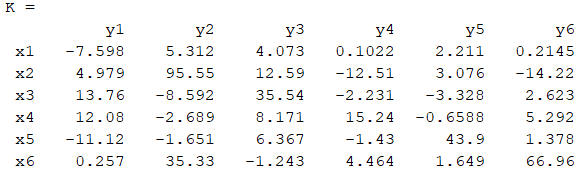 K =
y1 y2 y3 y4 y5 y6
x1 -7.598 5.312 4.073 0.1022 2.211 0.2145
x2 4.979 95.55 12.59 -12.51 3.076 -14.22
x3 13.76 -8.592 35.54 -2.231 -3.328 2.623
x4 12.08 -2.689 8.171 15.24 -0.6588 5.292
x5 -11.12 -1.651 6.367 -1.43 43.9 1.378
x6 0.257 35.33 -1.243 4.464 1.649 66.96